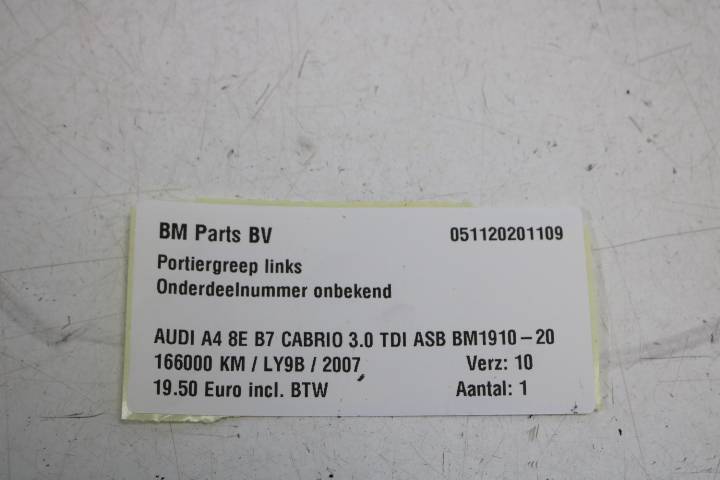 BM Parts BV 051120201109
Portiergreep links
Onderdeelnummer onbekend
AUDI A4 8E B7 CABRIO 3.0 TDI ASB BM1910-20
166000 KM / LY9B / 2007 Verz: 10
19.50 Euro incl. BTW Aantal: 1